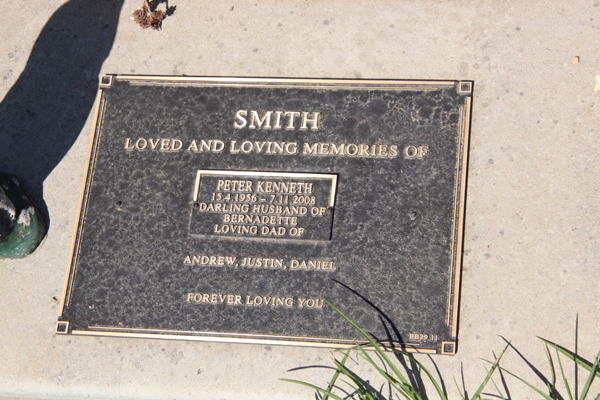 SMITH
LOVED AND LOVING MEMORIES OF
PETER KENNETH
15.4.1956 – 7.11.2008
DARLING HUSBAND OF
BERNADETTE
LOVING DAD OF
ANDREW, JUSTIN, DANIEL
FOREVER LOVING YOU